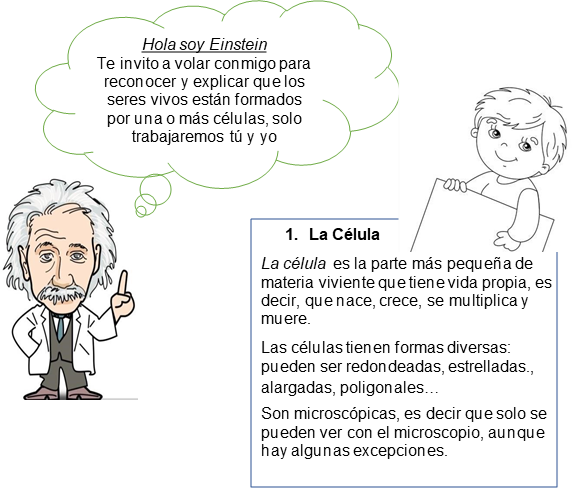 Hola soy Einstein
Te invito a volar conmigo para
reconocer y explicar que los
seres vivos están formados
por una o más células, solo
trabajaremos tú y yo
1. La Célula
La célula es la parte más pequeña de
materia viviente que tiene vida propia, es
decir, que nace, crece, se multiplica y
muere.
Las células tienen formas diversas:
pueden ser redondeadas, estrelladas.,
alargadas, poligonales…
Son microscópicas, es decir que solo se
pueden ver con el microscopio, aunque
hay algunas excepciones.